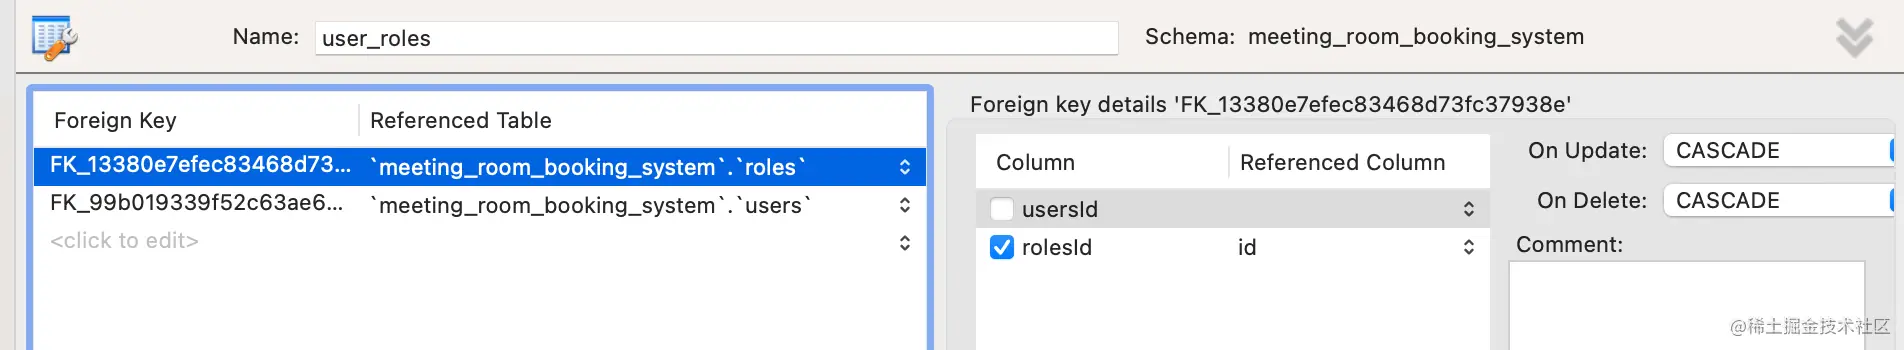 Name: user_roles Schema: meeting_room_booking_system
Foreign Key Referenced Table
FK_13380e7efec83468d73... `meeting_room_booking_system`.`roles`
FK_99b019339f52c63ae6... `meeting_room_booking_system`.`users`
<click to edit>
Foreign key details 'FK_13380e7efec83468d73fc37938e'
Column Referenced Column
usersId
rolesId id
On Update: CASCADE
On Delete: CASCADE
Comment:
@稀土掘金技术社区